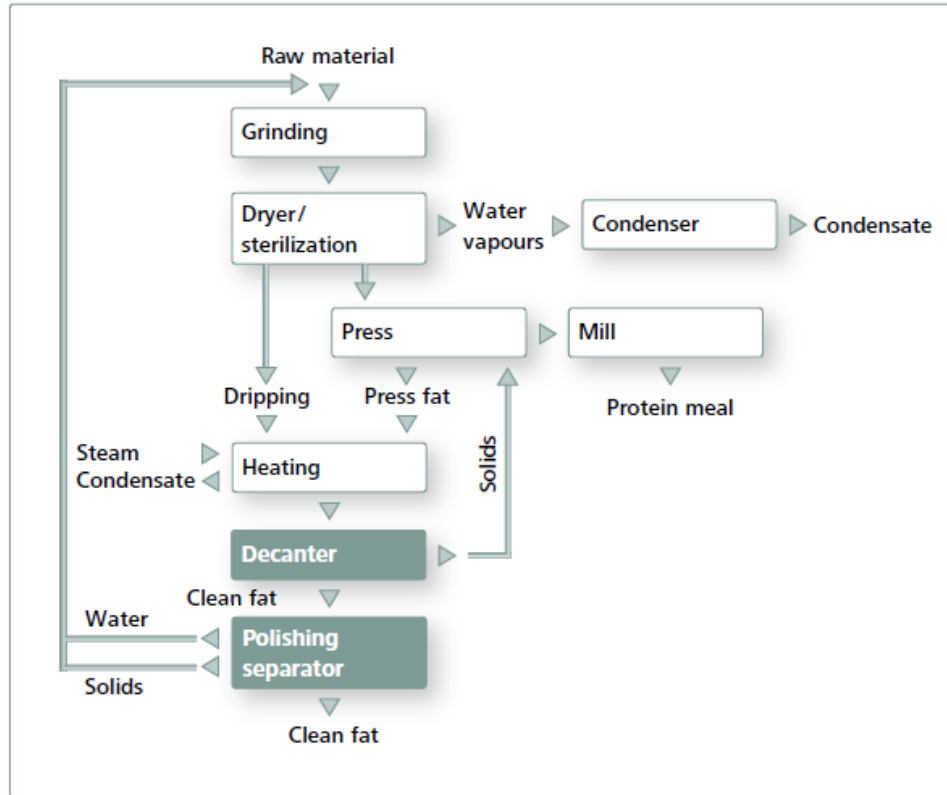 Raw material
Grinding
Dryer/
sterilization
Water
vapours
Condenser
Condensate
Press
Mill
Dripping
Press fat
Protein meal
Steam
Condensate
Heating
Solids
Decanter
Clean fat
Water
Polishing
separator
Solids
Clean fat